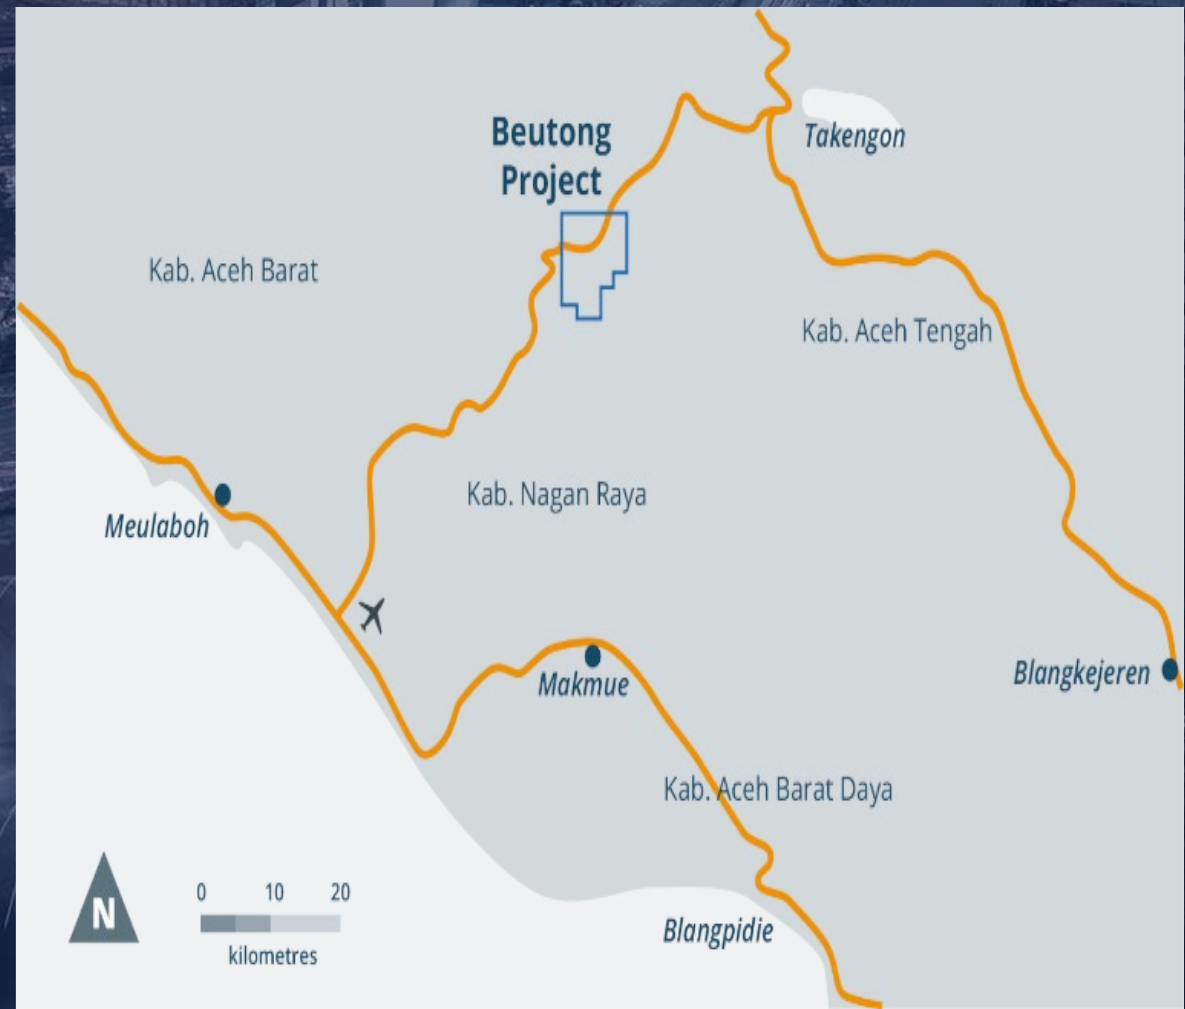 Beutong
Project
Takengon
Kab. Aceh Barat
Kab. Aceh Tengah
Kab. Nagan Raya
Meulaboh
Makmue
Blangkejeren
Kab. Aceh Barat Daya
N
0 10 20
kilometres
Blangpidie